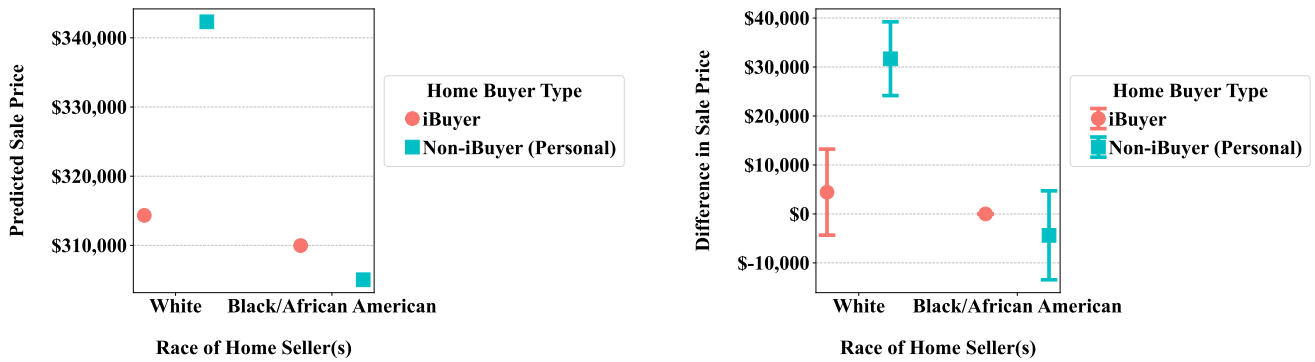 Predicted Sale Price
$340,000
$330,000
$320,000
$310,000
White
Black/African American
Race of Home Seller(s)
Home Buyer Type
iBuyer
Non-iBuyer (Personal)
Difference in Sale Price
$40,000
$30,000
$20,000
$10,000
$0
$-10,000
White
Black/African American
Race of Home Seller(s)
Home Buyer Type
iBuyer
Non-iBuyer (Personal)